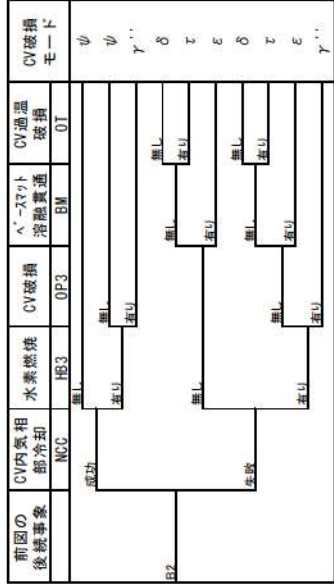 前図の
後続事象
CV内気相
部冷却
NCC
水素燃焼
HB3
CV破損
OP3
ベースマット
溶融貫通
BM
CV過温
破損
OT
CV破損
モード
B2
成功
失敗
無し
有り
無し
有り
無し
有り
無し
有り
無し
有り
無し
有り
無し
有り
無し
有り
ψ
ψ
γ''
δ
τ
ε
δ
τ
ε
γ''